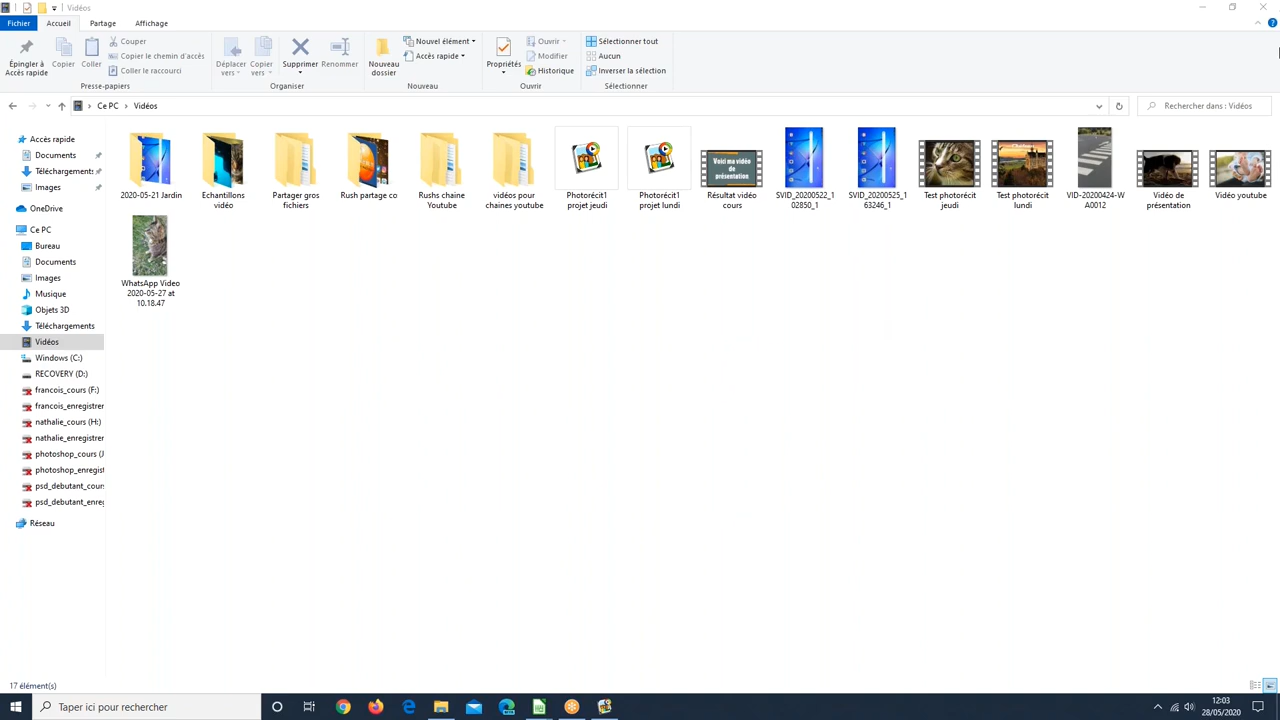 Vidéos
Fichier Accueil Partage Affichage
Épingler à Accès rapide
Copier
Coller
Couper
Copier le chemin d'accès
Coller le raccourci
Presse-papiers
Déplacer vers
Copier vers
Supprimer
Renommer
Organiser
Nouveau dossier
Nouvel élément
Accès rapide
Nouveau
Propriétés
Ouvrir
Modifier
Historique
Ouvrir
Sélectionner tout
Aucun
Inverser la sélection
Sélectionner
Ce PC > Vidéos
Rechercher dans : Vidéos
Accès rapide
Documents
Téléchargements
Images
OneDrive
Ce PC
Bureau
Documents
Images
Musique
Objets 3D
Téléchargements
Vidéos
Windows (C:)
RECOVERY (D:)
francois_cours (F:)
francois_enregistrer
nathalie_cours (H:)
nathalie_enregistrer
photoshop_cours (J
photoshop_enregist
psd_debutant_cours
psd_debutant_enreg
Réseau
2020-05-21 Jardin
Echantillons vidéo
Partager gros fichiers
Rush partage co
Rushs chaine Youtube
vidéos pour chaines youtube
Photorécit1 projet jeudi
Photorécit1 projet lundi
Voici ma vidéo
de
présentation
Résultat vidéo cours
SVID_20200522_1
02850_1
SVID_20200525_1
63246_1
Test photorécit jeudi
Test photorécit lundi
VID-20200424-W
A0012
Vidéo de présentation
Vidéo youtube
WhatsApp Video
2020-05-27 at
10.18.47
17 élément(s)
Taper ici pour rechercher
12:03
28/05/2020